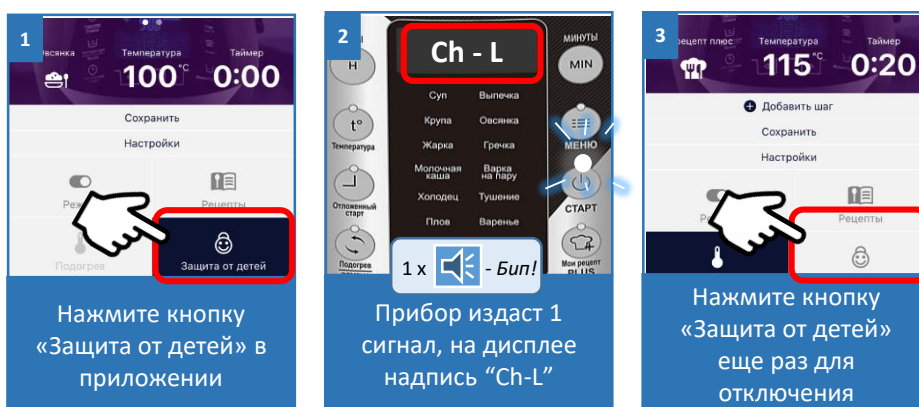 1
Овсянка
Температура
Таймер
100 °C
0:00
Сохранить
Настройки
Рецепты
Подогрев
Защита от детей
Нажмите кнопку
«Защита от детей» в
приложении
2
Ch - L
МИНУТЫ
H
MIN
Суп Выпечка
Крупа Овсянка
Жарка Гречка
Молочная каша
Варка на пару
Холодец Тушение
Плов Варенье
t°
Температура
МЕНЮ
Отложенный
старт
СТАРТ
Подогрев
Мои рецепт
PLUS
1 x - Бип!
Прибор издаст 1
сигнал, на дисплее
надпись “Ch-L”
3
рецепт плюс
Температура
Таймер
115 °C
0:20
Добавить шаг
Сохранить
Настройки
Рецепты
Нажмите кнопку
«Защита от детей»
еще раз для
отключения